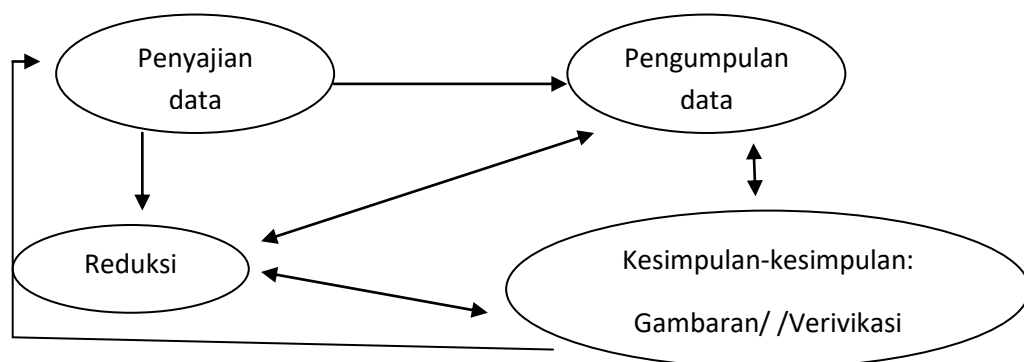 Penyajian
data
Pengumpulan
data
Reduksi
Kesimpulan-kesimpulan:
Gambaran/ /Verivikasi